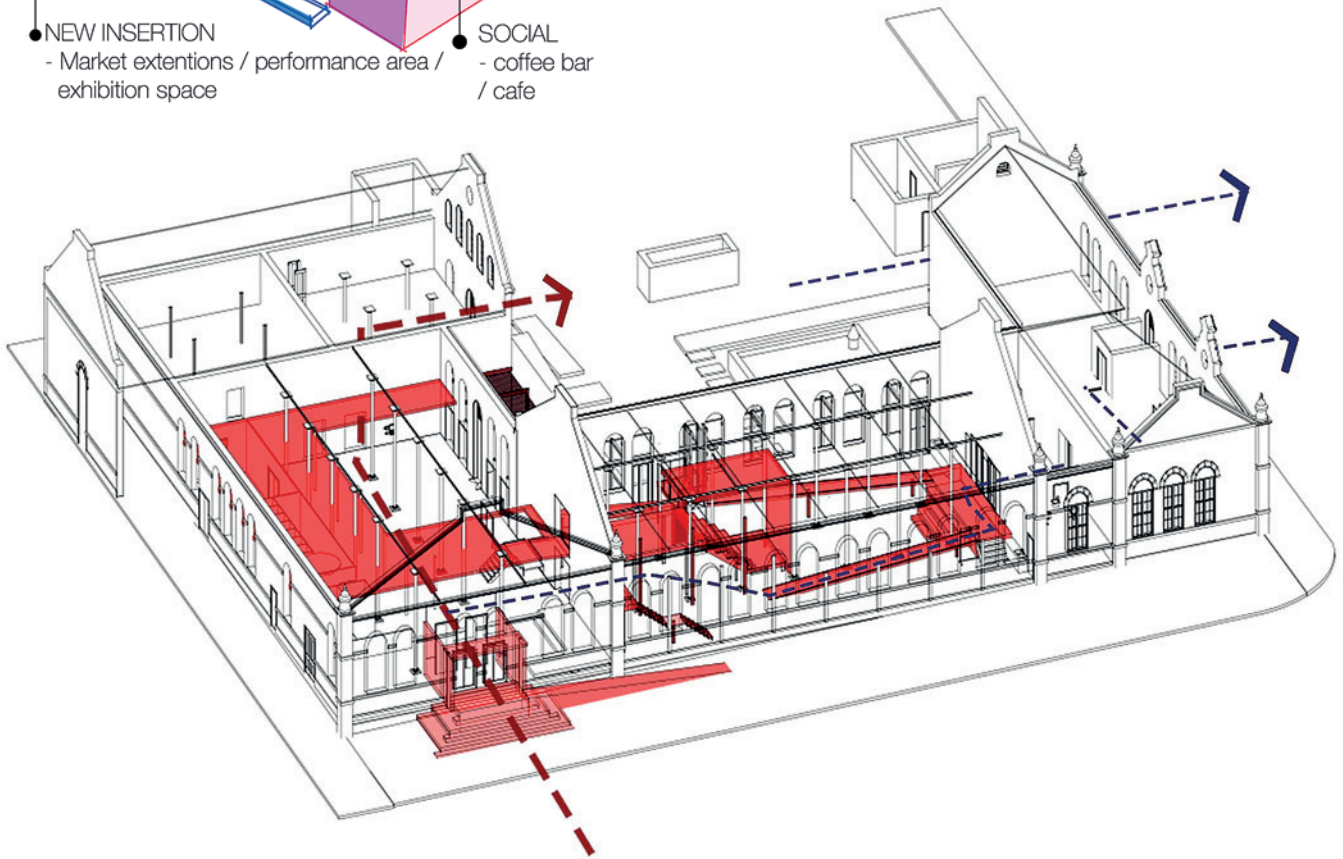 NEW INSERTION
- Market extentions / performance area /
exhibition space
SOCIAL
- coffee bar
/ cafe